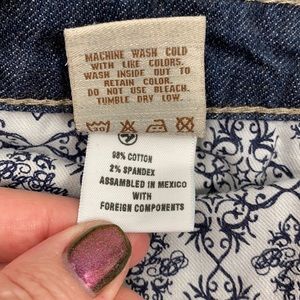 MACHINE WASH COLD
WITH LIKE COLORS.
WASH INSIDE OUT TO
RETAIN COLOR.
DO NOT USE BLEACH.
TUMBLE DRY LOW.
98% COTTON
2% SPANDEX
ASSEMBLED IN MEXICO
WITH
FOREIGN COMPONENTS